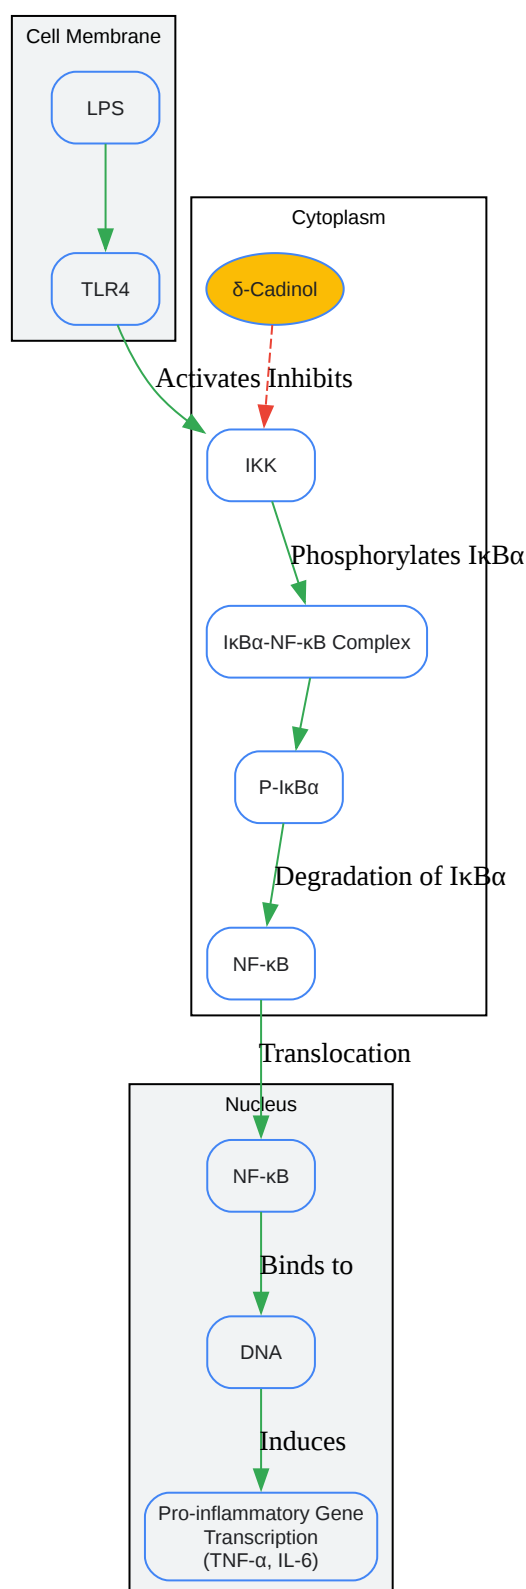 Cell Membrane
LPS
TLR4
Cytoplasm
δ-Cadinol
Activates
Inhibits
IKK
Phosphorylates IκBα
IκBα-NF-κB Complex
P-IκBα
Degradation of IκBα
NF-κB
Translocation
Nucleus
NF-κB
Binds to
DNA
Induces
Pro-inflammatory Gene
Transcription
(TNF-α, IL-6)